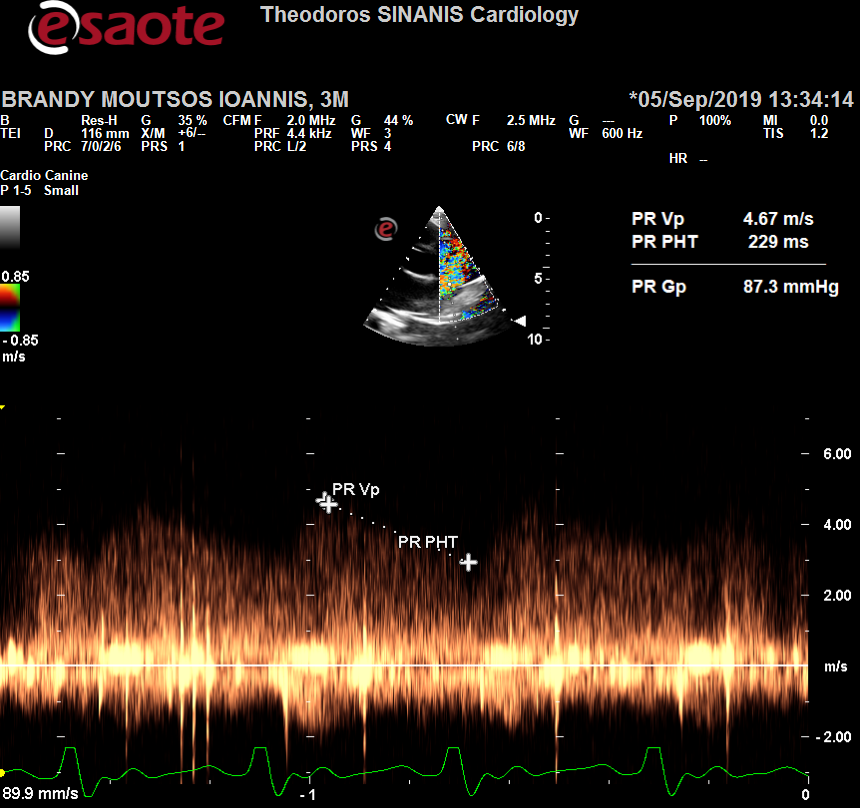 esaote
Theodoros SINANIS Cardiology
BRANDY MOUTSOS IOANNIS, 3M *05/Sep/2019 13:34:14
B Res-H G 35 % CFM F 2.0 MHz G 44 % CW F 2.5 MHz G --- P 100% MI 0.0
TEI D 116 mm X/M +6/-- PRF 4.4 kHz WF 3 WF 600 Hz TIS 1.2
PRC 7/0/2/6 PRS 1 PRC L/2 PRS 4 PRC 6/8
HR --
Cardio Canine
P 1-5 Small
e
0
5
10
PR Vp 4.67 m/s
PR PHT 229 ms
PR Gp 87.3 mmHg
0.85
-0.85
m/s
6.00
PR Vp
4.00
PR PHT
2.00
m/s
-2.00
89.9 mm/s -1 0